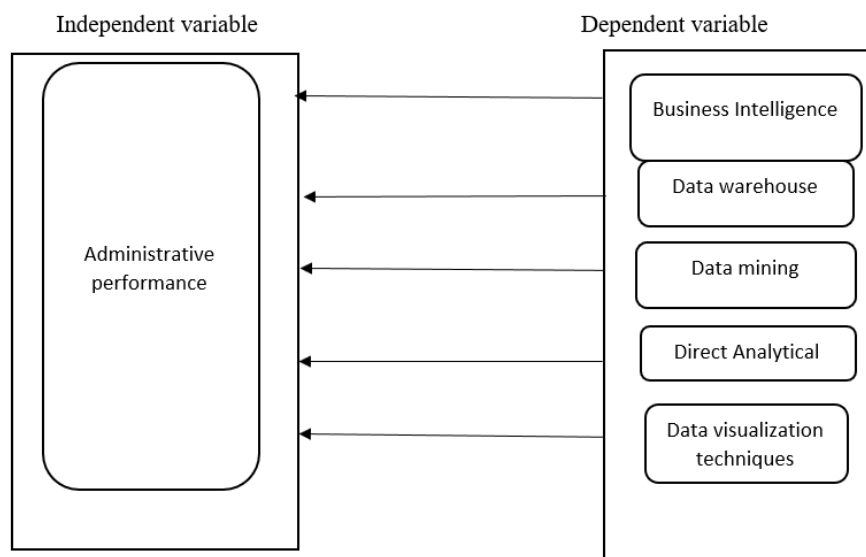 Independent variable
Dependent variable
Administrative
performance
Business Intelligence
Data warehouse
Data mining
Direct Analytical
Data visualization
techniques